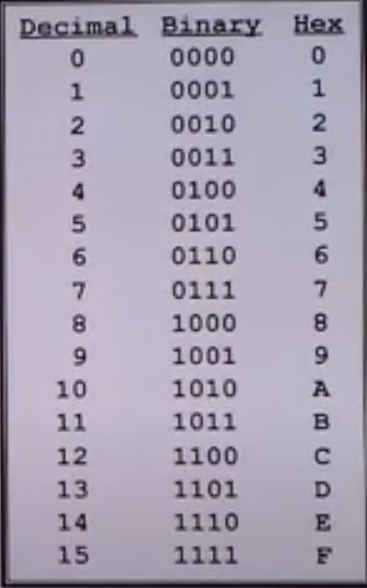 Decimal Binary Hex
0 0000 0
1 0001 1
2 0010 2
3 0011 3
4 0100 4
5 0101 5
6 0110 6
7 0111 7
8 1000 8
9 1001 9
10 1010 A
11 1011 B
12 1100 C
13 1101 D
14 1110 E
15 1111 F